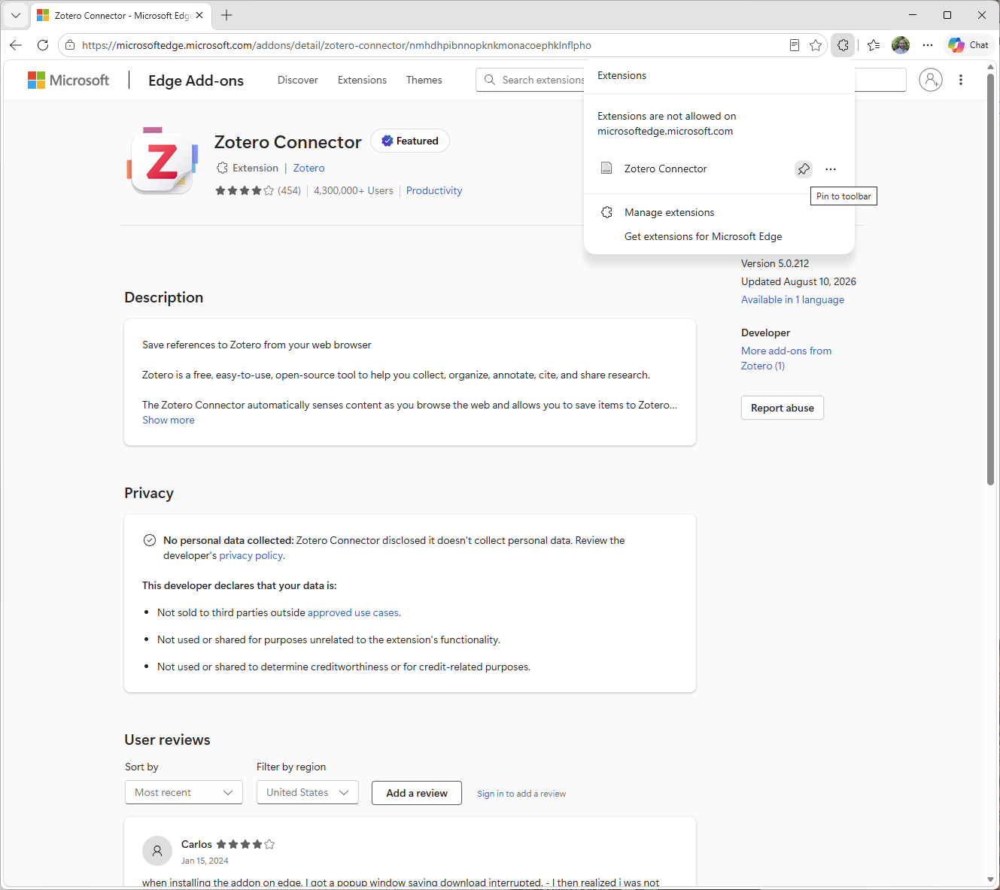 Zotero Connector - Microsoft Edge
https://microsoftedge.microsoft.com/addons/detail/zotero-connector/nmhdhpibnnopknkmonacoephklnflpho
Chat
Microsoft
Edge Add-ons
Discover
Extensions
Themes
Search extensions
Extensions
Extensions are not allowed on
microsoftedge.microsoft.com
Zotero Connector
Pin to toolbar
Manage extensions
Get extensions for Microsoft Edge
Zotero Connector
Featured
Extension | Zotero
(454) | 4,300,000+ Users | Productivity
Version 5.0.212
Updated August 10, 2026
Available in 1 language
Developer
More add-ons from
Zotero (1)
Report abuse
Description
Save references to Zotero from your web browser
Zotero is a free, easy-to-use, open-source tool to help you collect, organize, annotate, cite, and share research.
The Zotero Connector automatically senses content as you browse the web and allows you to save items to Zotero...
Show more
Privacy
No personal data collected: Zotero Connector disclosed it doesn't collect personal data. Review the
developer's privacy policy.
This developer declares that your data is:
• Not sold to third parties outside approved use cases.
• Not used or shared for purposes unrelated to the extension's functionality.
• Not used or shared to determine creditworthiness or for credit-related purposes.
User reviews
Sort by
Filter by region
Most recent
United States
Add a review
Sign in to add a review
Carlos
Jan 15, 2024
when installing the addon on edge, I got a popup window saying download interrupted. - I then realized i was not